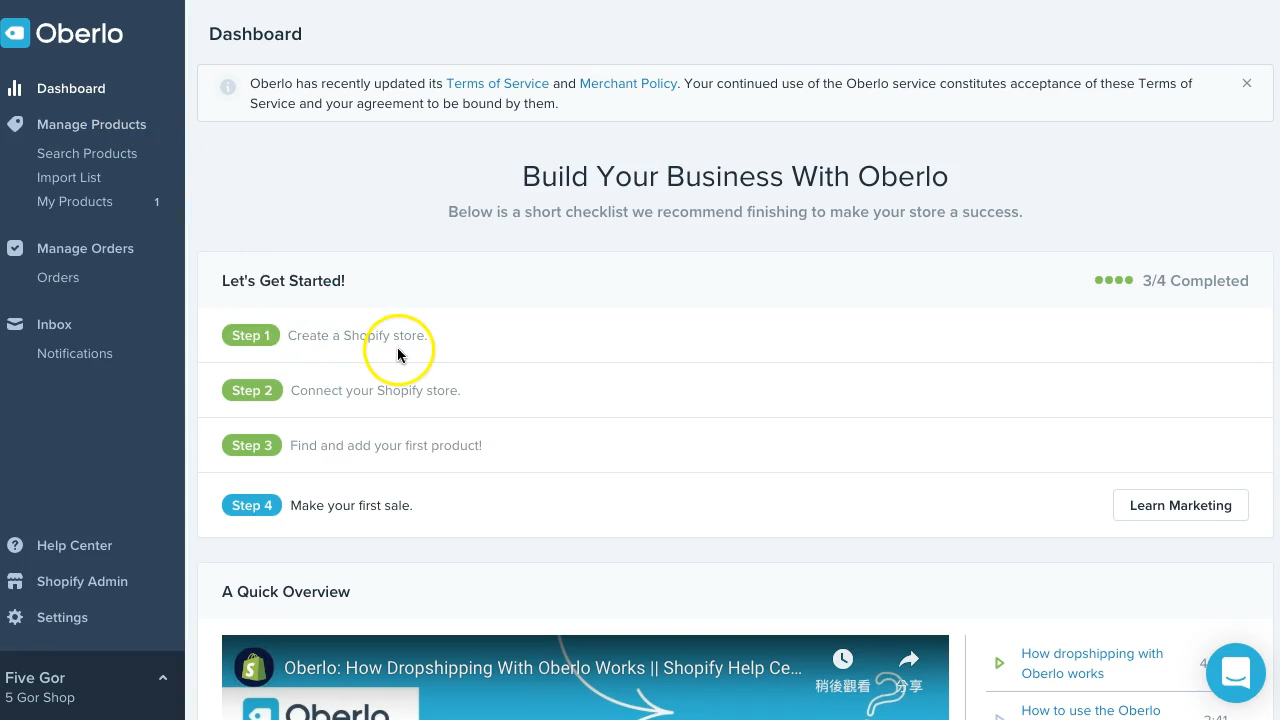 Oberlo
Dashboard
Manage Products
Search Products
Import List
My Products 1
Manage Orders
Orders
Inbox
Notifications
Help Center
Shopify Admin
Settings
Five Gor
5 Gor Shop
Dashboard
Oberlo has recently updated its Terms of Service and Merchant Policy. Your continued use of the Oberlo service constitutes acceptance of these Terms of
Service and your agreement to be bound by them.
Build Your Business With Oberlo
Below is a short checklist we recommend finishing to make your store a success.
Let's Get Started! 3/4 Completed
Step 1 Create a Shopify store.
Step 2 Connect your Shopify store.
Step 3 Find and add your first product!
Step 4 Make your first sale. Learn Marketing
A Quick Overview
Oberlo: How Dropshipping With Oberlo Works || Shopify Help Ce...
稍後觀看 分享
Oberlo
How dropshipping with
Oberlo works
How to use the Oberlo